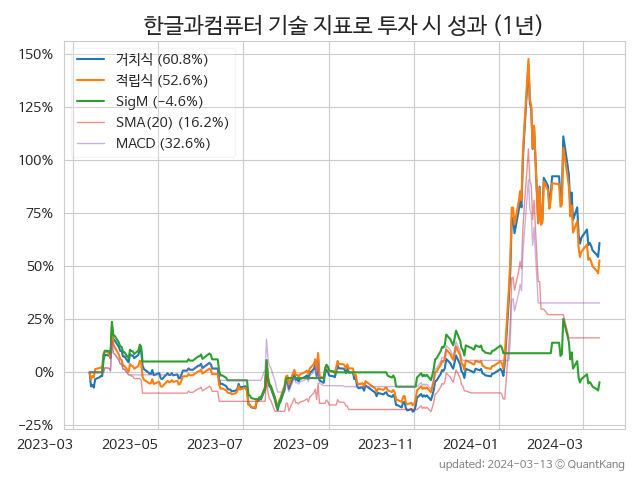 한글과컴퓨터 기술 지표로 투자 시 성과 (1년)
150%
125%
100%
75%
50%
25%
0%
−25%
거치식 (60.8%)
적립식 (52.6%)
SigM (−4.6%)
SMA(20) (16.2%)
MACD (32.6%)
2023−03 2023−05 2023−07 2023−09 2023−11 2024−01 2024−03
updated: 2024−03−13 ⓒ QuantKang